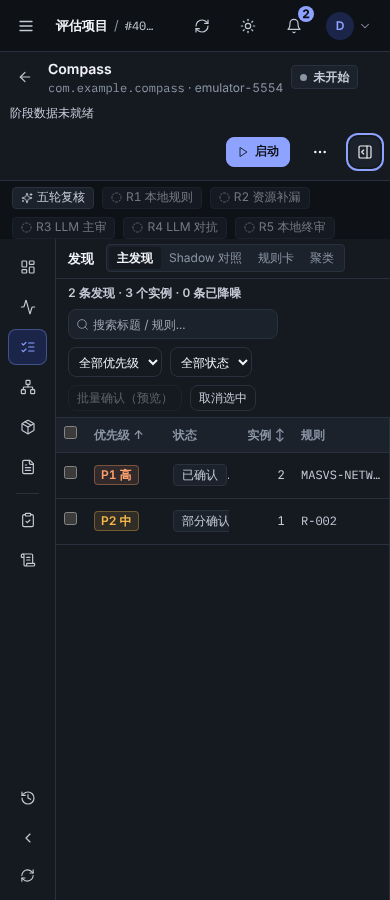 2
评估项目 / #40…
D
Compass
com.example.compass · emulator-5554
未开始
阶段数据未就绪
启动
五轮复核 R1 本地规则 R2 资源补漏
R3 LLM 主审 R4 LLM 对抗 R5 本地终审
发现 主发现 Shadow 对照 规则卡 聚类
2 条发现 · 3 个实例 · 0 条已降噪
搜索标题 / 规则…
全部优先级 全部状态
批量确认（预览） 取消选中
优先级 ↑ 状态 实例 规则
P1 高 已确认 2 MASVS-NETW…
P2 中 部分确认 1 R-002